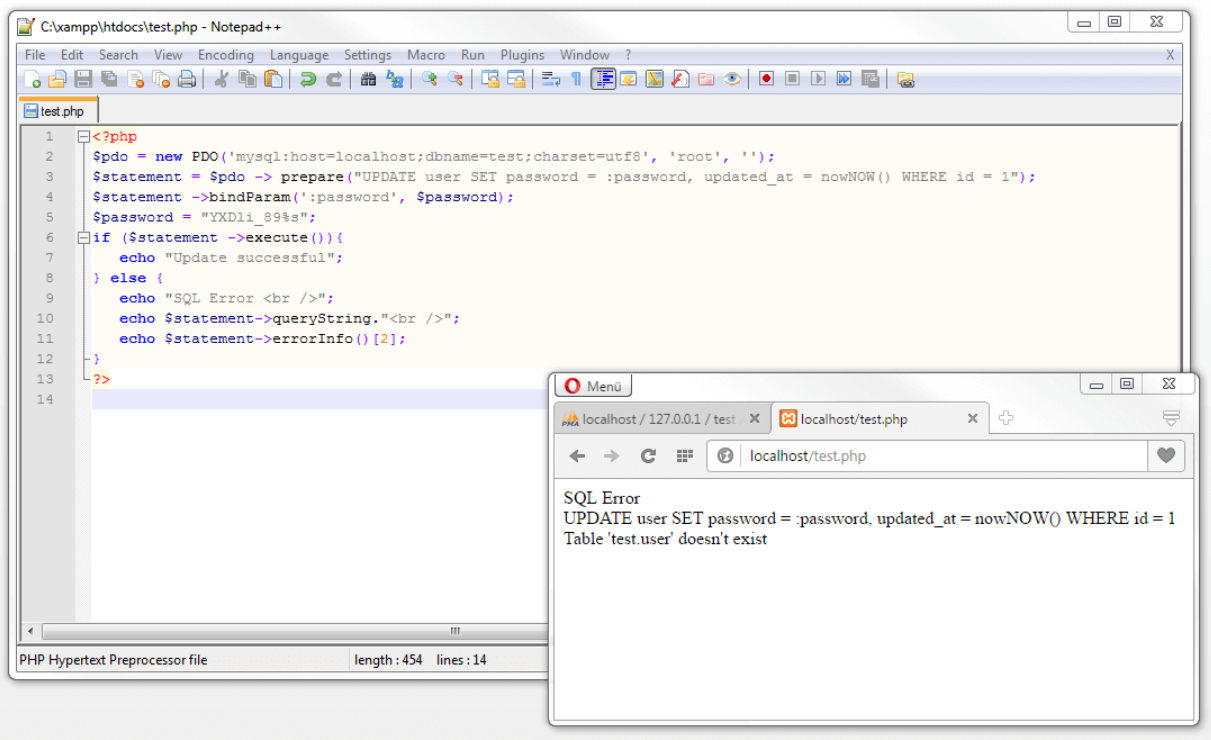 C:\xampp\htdocs\test.php - Notepad++
File Edit Search View Encoding Language Settings Macro Run Plugins Window ? X
test.php
1 <?php
2 $pdo = new PDO('mysql:host=localhost;dbname=test;charset=utf8', 'root', '');
3 $statement = $pdo -> prepare("UPDATE user SET password = :password, updated_at = nowNOW() WHERE id = 1");
4 $statement ->bindParam(':password', $password);
5 $password = "YXDli_89%s";
6 if ($statement ->execute()){
7 echo "Update successful";
8 } else {
9 echo "SQL Error <br />";
10 echo $statement->queryString."<br />";
11 echo $statement->errorInfo()[2];
12 }
13 ?>
14
PHP Hypertext Preprocessor file length : 454 lines : 14
Menü
PMA localhost / 127.0.0.1 / test localhost/test.php
localhost/test.php
SQL Error
UPDATE user SET password = :password, updated_at = nowNOW() WHERE id = 1
Table 'test.user' doesn't exist